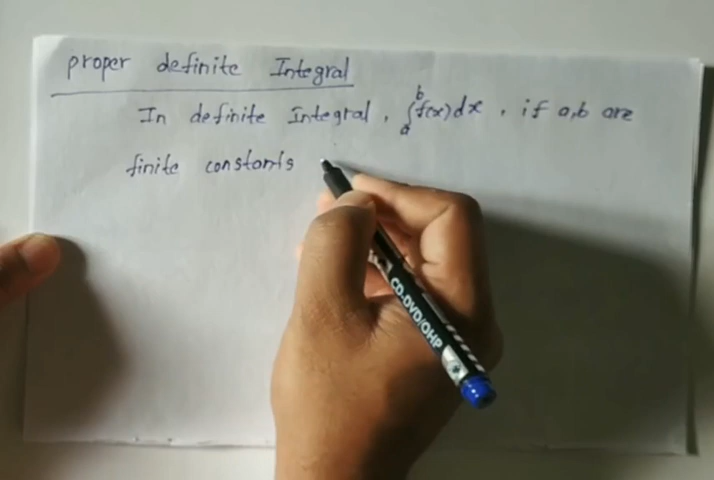 proper definite Integral
In definite Integral, ∫ₐᵇ f(x)dx, if a,b are
finite constants
CD-DVD/OHP